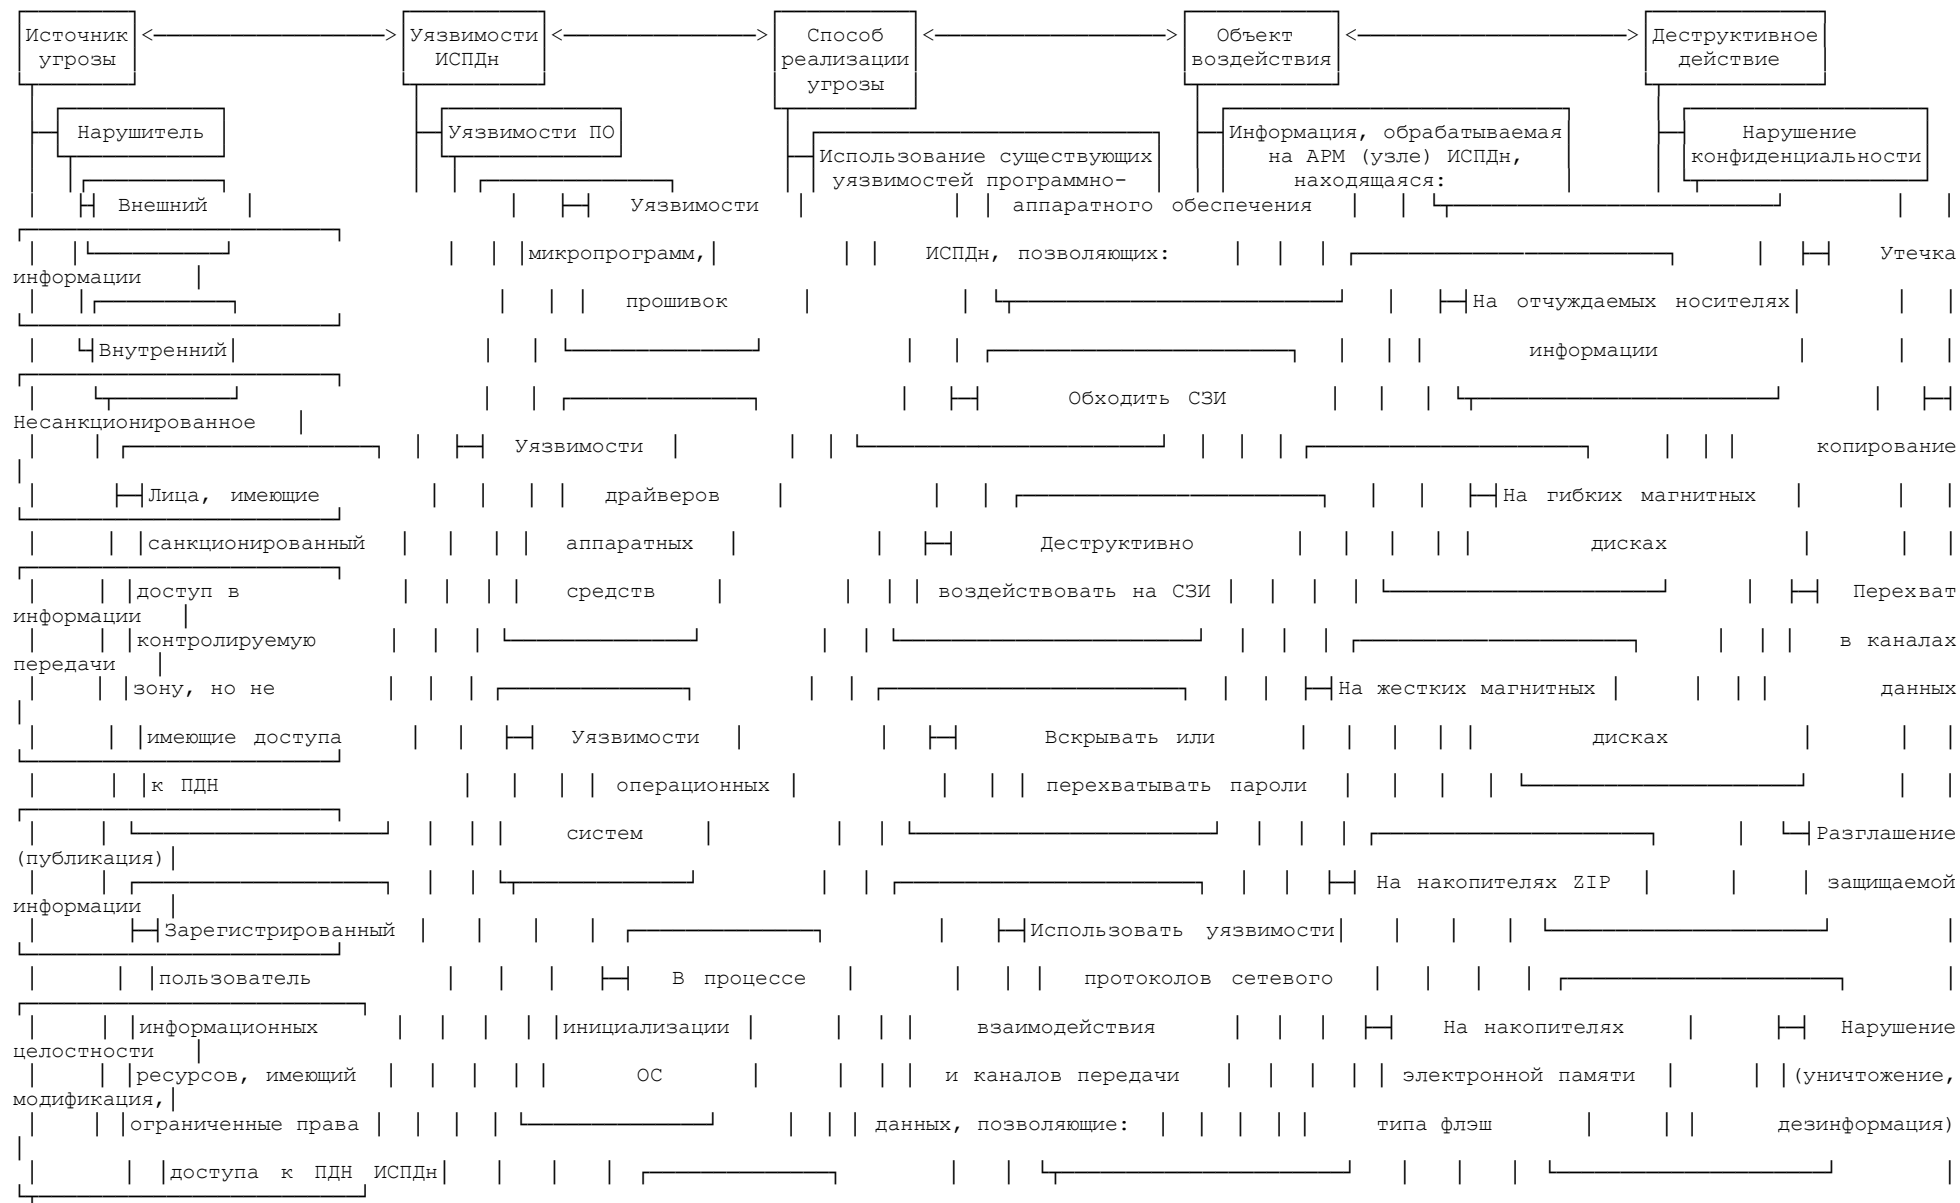 Источник Уязвимости Способ Объект Деструктивное
угрозы ИСПДн реализации воздействия действие
угрозы
Нарушитель Уязвимости ПО Информация, обрабатываемая Нарушение
Использование существующих на АРМ (узле) ИСПДн, конфиденциальности
уязвимостей программно- находящаяся:
Внешний Уязвимости аппаратного обеспечения
микропрограмм, ИСПДн, позволяющих: Утечка
информации
прошивок На отчуждаемых носителях
Внутренний информации
Обходить СЗИ
Несанкционированное
Уязвимости копирование
Лица, имеющие драйверов На гибких магнитных
санкционированный аппаратных Деструктивно дисках
доступ в средств воздействовать на СЗИ Перехват
информации
контролируемую в каналах
передачи
зону, но не На жестких магнитных данных
имеющие доступа Уязвимости Вскрывать или дисках
к ПДН операционных перехватывать пароли
систем Разглашение
(публикация)
На накопителях ZIP защищаемой
информации
Зарегистрированный Использовать уязвимости
пользователь В процессе протоколов сетевого
информационных инициализации взаимодействия На накопителях Нарушение
целостности
ресурсов, имеющий ОС и каналов передачи электронной памяти (уничтожение,
модификация,
ограниченные права данных, позволяющие: типа флэш дезинформация)
доступа к ПДН ИСПДн